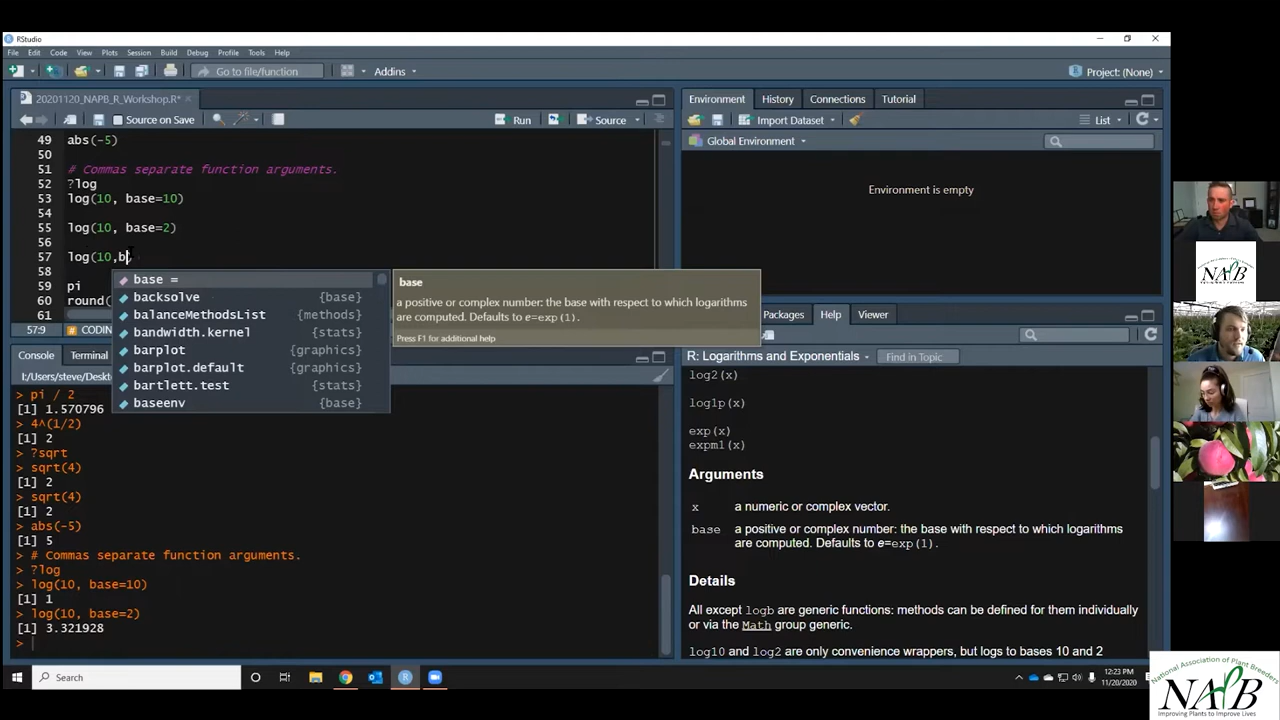 RStudio
File Edit Code View Plots Session Build Debug Profile Tools Help
Go to file/function
Addins
Project: (None)
20201120_NAPB_R_Workshop.R*
Source on Save
Run
Source
49 abs(-5)
50
51 # Commas separate function arguments.
52 ?log
53 log(10, base=10)
54
55 log(10, base=2)
56
57 log(10,b
58
59 pi
60 round(
61
57:9
base =
backsolve {base}
balanceMethodsList {methods}
bandwidth.kernel {stats}
barplot {graphics}
barplot.default {graphics}
bartlett.test {stats}
baseenv {base}
base
a positive or complex number: the base with respect to which logarithms
are computed. Defaults to e=exp(1).
Press F1 for additional help
Console Terminal
> pi / 2
[1] 1.570796
> 4^(1/2)
[1] 2
> ?sqrt
> sqrt(4)
[1] 2
> sqrt(4)
[1] 2
> abs(-5)
[1] 5
> # Commas separate function arguments.
> ?log
> log(10, base=10)
[1] 1
> log(10, base=2)
[1] 3.321928
>
Environment History Connections Tutorial
Import Dataset
List
Global Environment
Environment is empty
Packages Help Viewer
R: Logarithms and Exponentials
Find in Topic
log2(x)
log1p(x)
exp(x)
expm1(x)
Arguments
x a numeric or complex vector.
base a positive or complex number: the base with respect to which logarithms
are computed. Defaults to e=exp(1).
Details
All except logb are generic functions: methods can be defined for them individually
or via the Math group generic.
log10 and log2 are only convenience wrappers, but logs to bases 10 and 2
Search
12:23 PM
11/20/2020
NAPB
National Association of Plant Breeders
NAPB
Improving Plants to Improve Lives